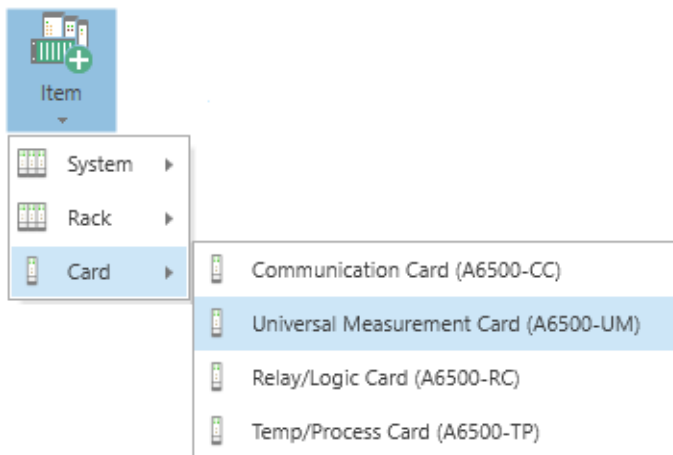 Item
System
Rack
Card
Communication Card (A6500-CC)
Universal Measurement Card (A6500-UM)
Relay/Logic Card (A6500-RC)
Temp/Process Card (A6500-TP)